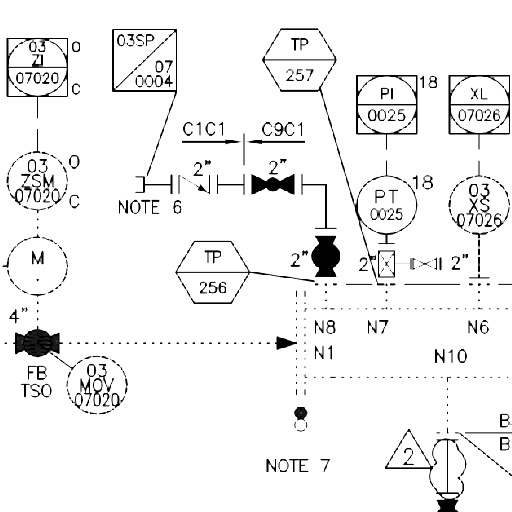 03
ZI
07020
O
C
03SP
07
0004
TP
257
PI
0025
18
XL
07026
C1C1
C9C1
2"
2"
03
ZSM
07020
O
C
NOTE 6
PT
0025
18
03
XS
07026
M
TP
256
2"
2"
2"
4"
N8
N7
N6
N1
N10
FB
TSO
03
MOV
07020
NOTE 7
2
B
B